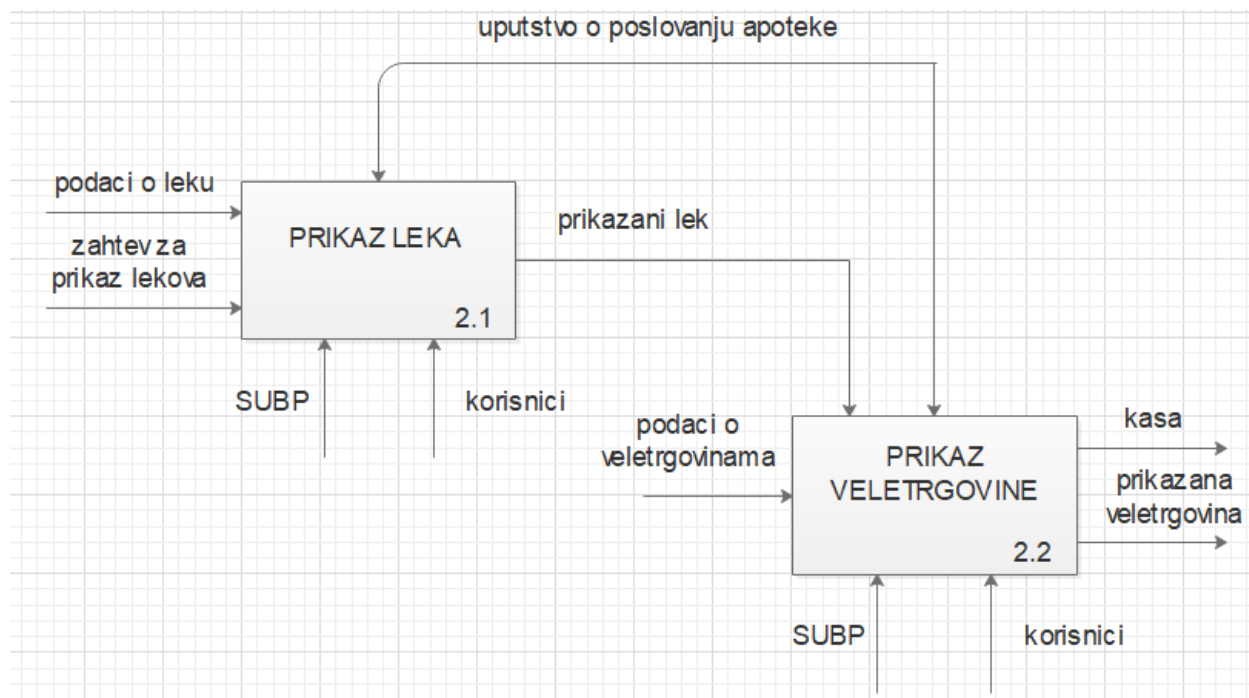 uputstvo o poslovanju apoteke
podaci o leku
zahtev za
prikaz lekova
PRIKAZ LEKA
2.1
prikazani lek
SUBP
korisnici
podaci o
veletrgovinama
PRIKAZ
VELETRGOVINE
2.2
kasa
prikazana
veletrgovina
SUBP
korisnici